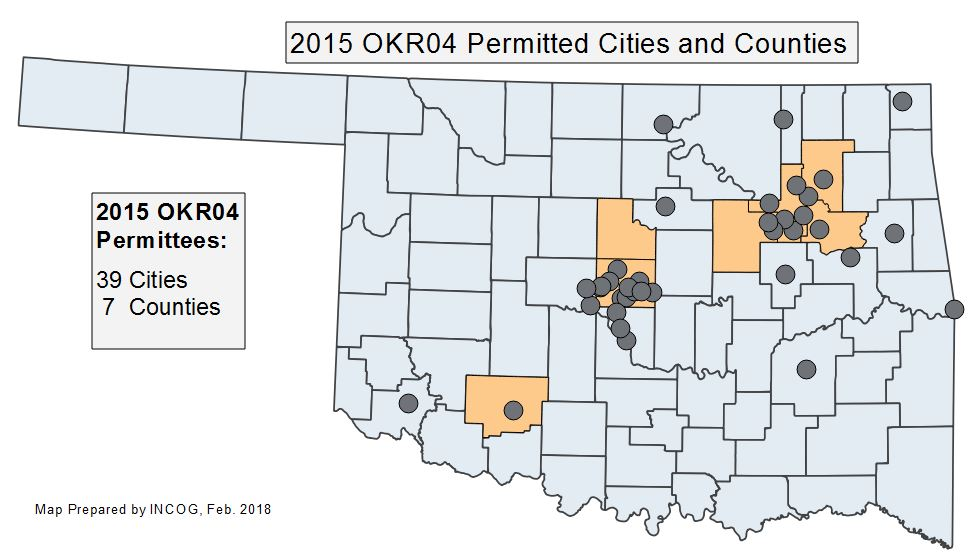 2015 OKR04 Permitted Cities and Counties
2015 OKR04
Permittees:
39 Cities
7 Counties
Map Prepared by INCOG, Feb. 2018